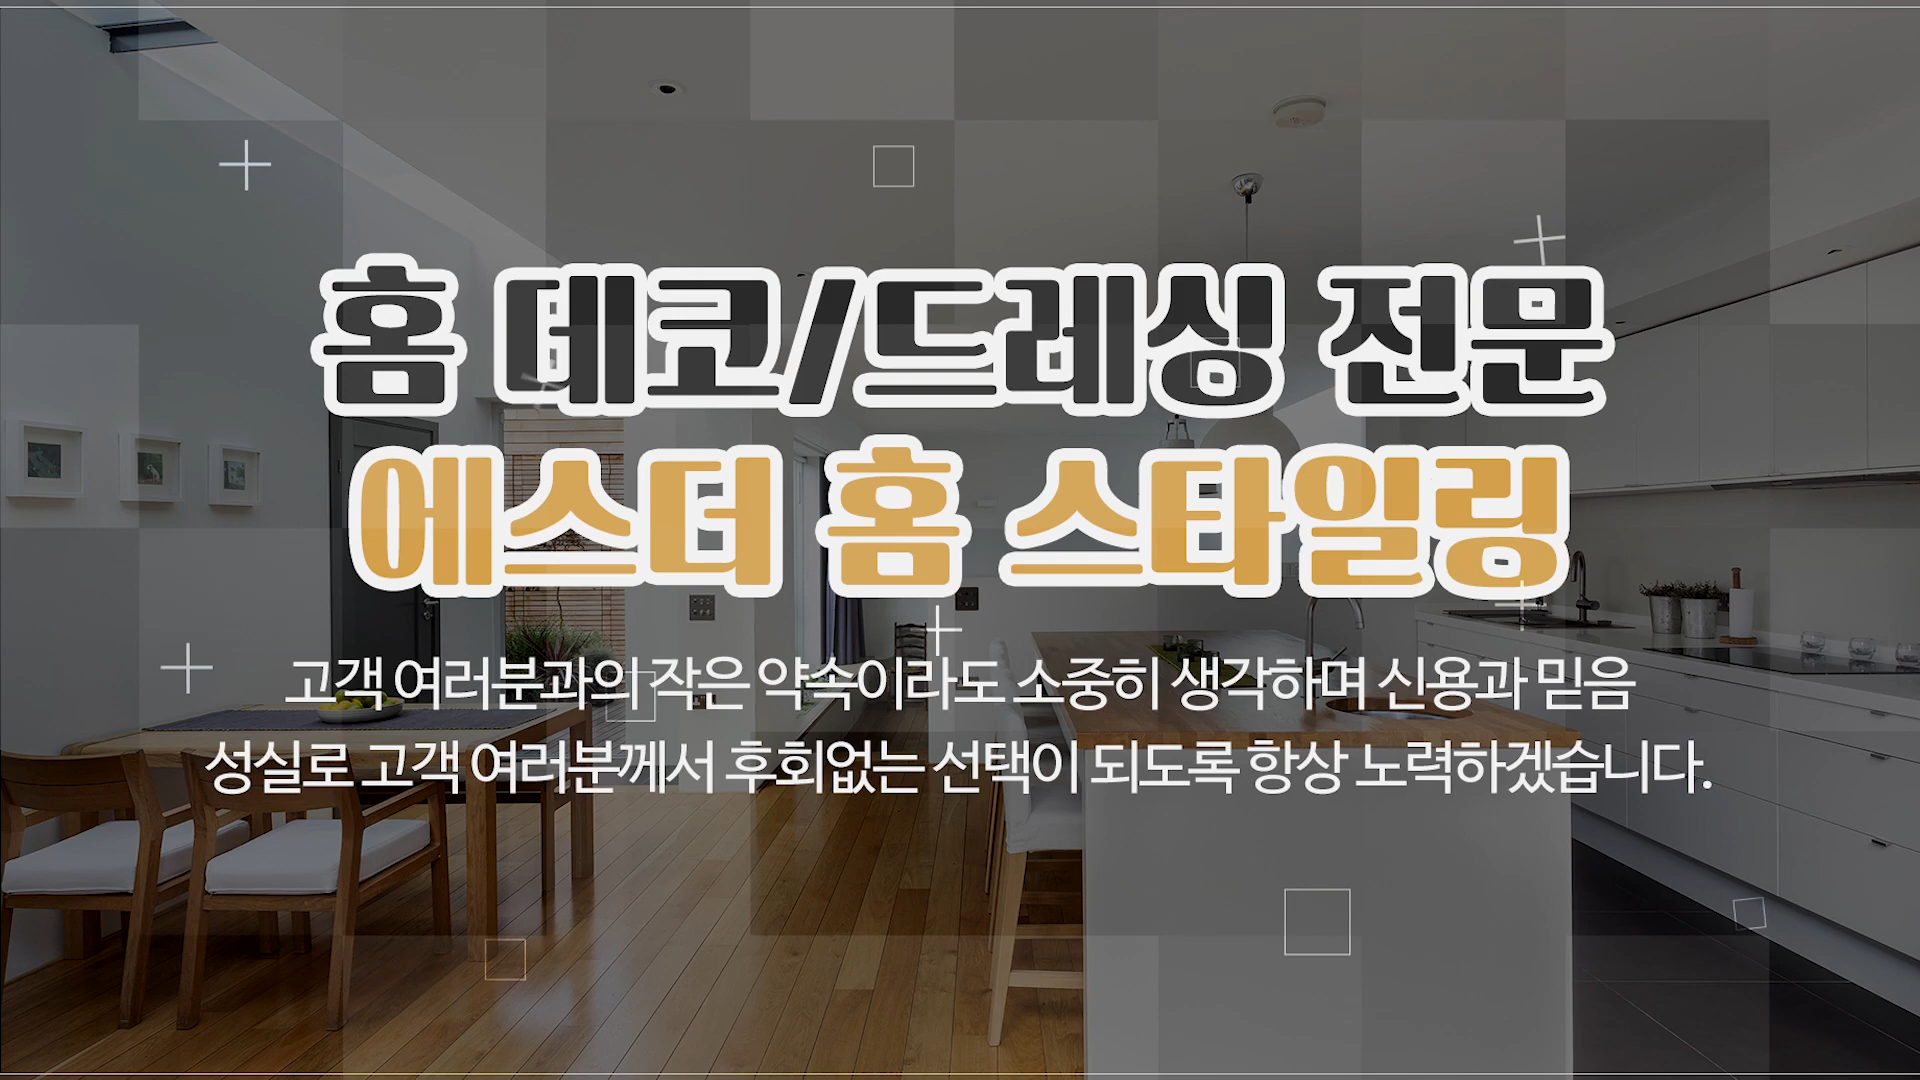 홈 데코/드레싱 전문
에스더 홈 스타일링
고객 여러분과의 작은 약속이라도 소중히 생각하며 신용과 믿음
성실로 고객 여러분께서 후회없는 선택이 되도록 항상 노력하겠습니다.